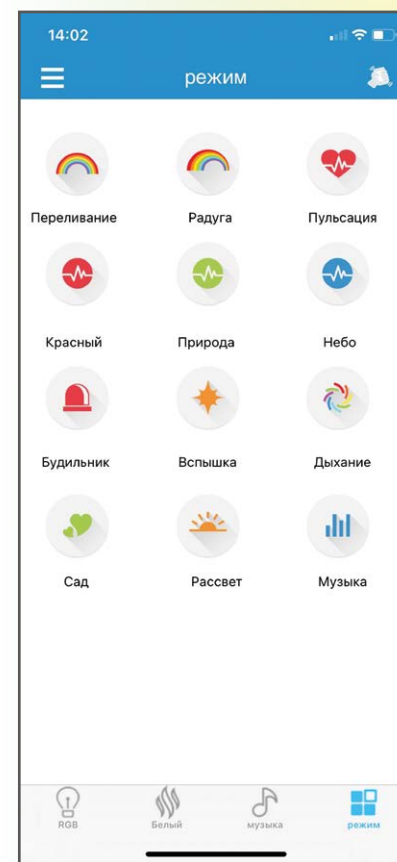 14:02
режим
Переливание Радуга Пульсация
Красный Природа Небо
Будильник Вспышка Дыхание
Сад Рассвет Музыка
RGB Белый музыка режим